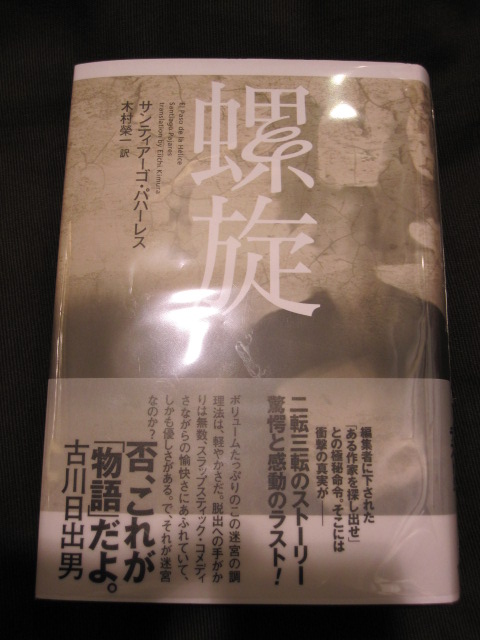 螺旋
El Paso de la Hélice
Santiago Pajares
translation by Eiichi Kimura
サンティアーゴ・パハーレス
木村榮一 訳
編集者に下された
「ある作家を探し出せ」
との極秘命令。そこには
衝撃の真実が――
二転三転のストーリー
驚愕と感動のラスト!
ボリュームたっぷりのこの迷宮の調
理法は、軽やかさだ。脱出への手がか
りは無数、スラップスティック・コメディ
さながらの愉快さにあふれていて、
しかも優しさがある。で、それが迷宮
なのか?
否、これが
「物語」だよ。
古川日出男